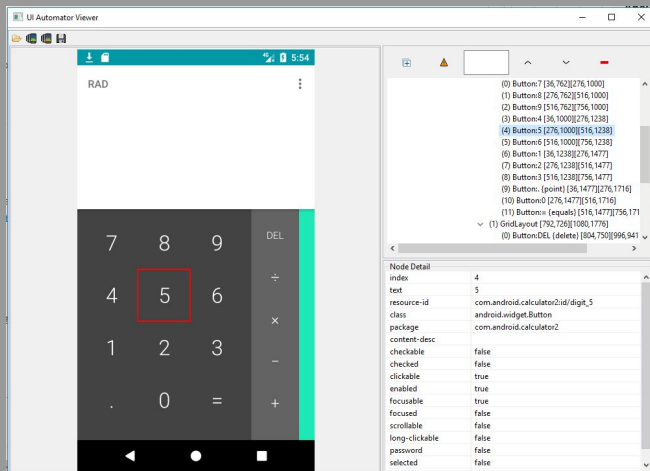 UI Automator Viewer
5:54
RAD
7 8 9 DEL
4 5 6 ÷
1 2 3 ×
−
. 0 = +
(0) Button:7 [36,762][276,1000]
(1) Button:8 [276,762][516,1000]
(2) Button:9 [516,762][756,1000]
(3) Button:4 [36,1000][276,1238]
(4) Button:5 [276,1000][516,1238]
(5) Button:6 [516,1000][756,1238]
(6) Button:1 [36,1238][276,1477]
(7) Button:2 [276,1238][516,1477]
(8) Button:3 [516,1238][756,1477]
(9) Button:. {point} [36,1477][276,1716]
(10) Button:0 [276,1477][516,1716]
(11) Button:= {equals} [516,1477][756,171
(1) GridLayout [792,726][1080,1776]
(0) Button:DEL {delete} [804,750][996,941
Node Detail
index 4
text 5
resource-id com.android.calculator2:id/digit_5
class android.widget.Button
package com.android.calculator2
content-desc
checkable false
checked false
clickable true
enabled true
focusable true
focused false
scrollable false
long-clickable false
password false
selected false